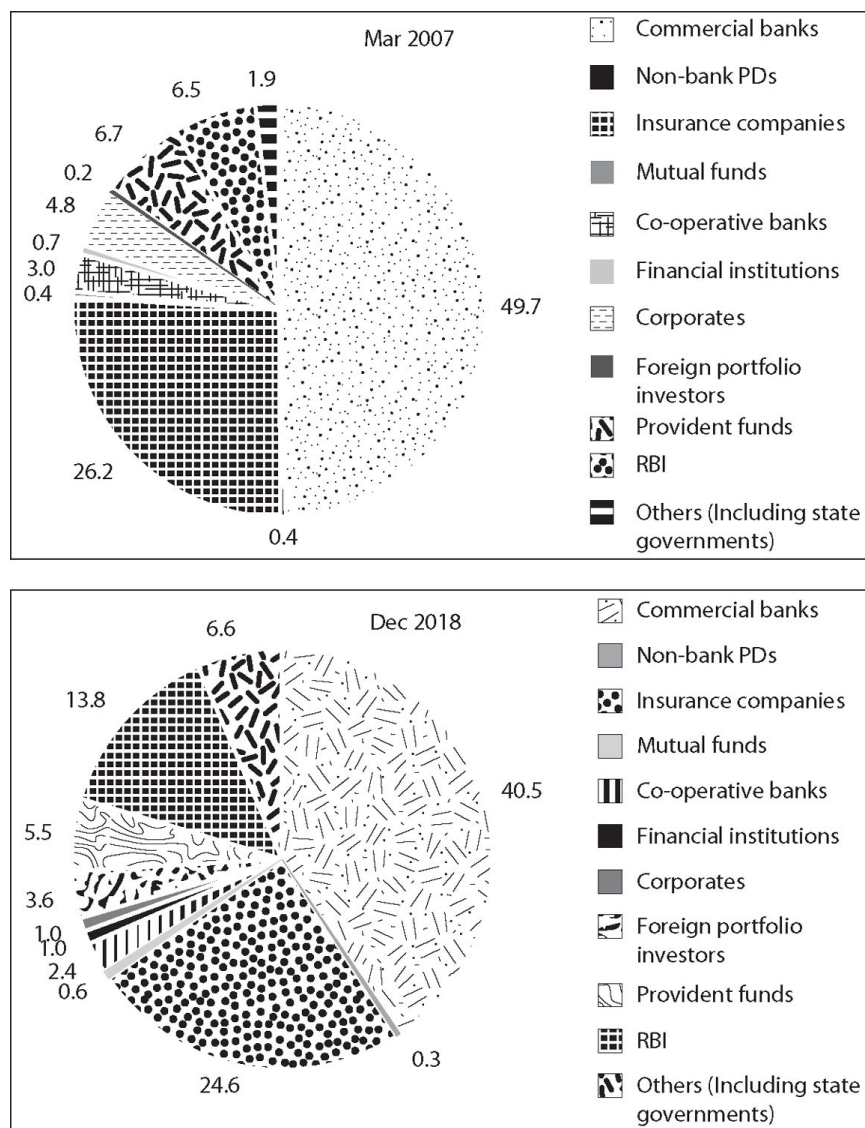 Mar 2007
1.9
6.5
6.7
0.2
4.8
0.7
3.0
0.4
26.2
0.4
49.7
Commercial banks
Non-bank PDs
Insurance companies
Mutual funds
Co-operative banks
Financial institutions
Corporates
Foreign portfolio
investors
Provident funds
RBI
Others (Including state
governments)
Dec 2018
6.6
13.8
5.5
3.6
1.0
1.0
2.4
0.6
24.6
0.3
40.5
Commercial banks
Non-bank PDs
Insurance companies
Mutual funds
Co-operative banks
Financial institutions
Corporates
Foreign portfolio
investors
Provident funds
RBI
Others (Including state
governments)